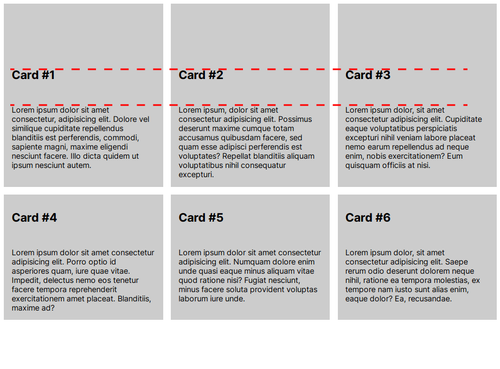 Card #1
Lorem ipsum dolor sit amet
consectetur, adipisicing elit. Dolore vel
similique cupiditate repellendus
blanditiis est perferendis, commodi,
sapiente magni, maxime eligendi
nesciunt facere. Illo dicta quidem ut
ipsum nesciunt autem.
Card #2
Lorem, ipsum dolor sit amet
consectetur adipisicing elit. Possimus
deserunt maxime cumque totam
accusamus quibusdam facere, sed
quam esse adipisci perferendis est
voluptates? Repellat blanditiis aliquam
voluptatibus nihil consequatur
excepturi.
Card #3
Lorem ipsum dolor, sit amet
consectetur adipisicing elit. Cupiditate
eaque voluptatibus perspiciatis
excepturi nihil veniam labore placeat
nemo earum repellendus ad neque
enim, nobis exercitationem? Eum
quisquam officiis at nisi.
Card #4
Lorem ipsum dolor sit amet consectetur
adipisicing elit. Porro optio id
asperiores quam, iure quae vitae.
Impedit, delectus nemo eos tenetur
facere tempora reprehenderit
exercitationem amet placeat. Blanditiis,
maxime ad?
Card #5
Lorem ipsum dolor sit amet consectetur
adipisicing elit. Numquam dolore enim
unde quasi eaque minus aliquam vitae
quod ratione nisi? Fugiat nesciunt,
minus facere soluta provident voluptas
laborum iure unde.
Card #6
Lorem ipsum dolor, sit amet
consectetur adipisicing elit. Saepe
rerum odio deserunt dolorem neque
nihil, ratione ea tempora molestias, ex
tempore nam iusto sunt alias enim,
eaque dolor? Ea, recusandae.